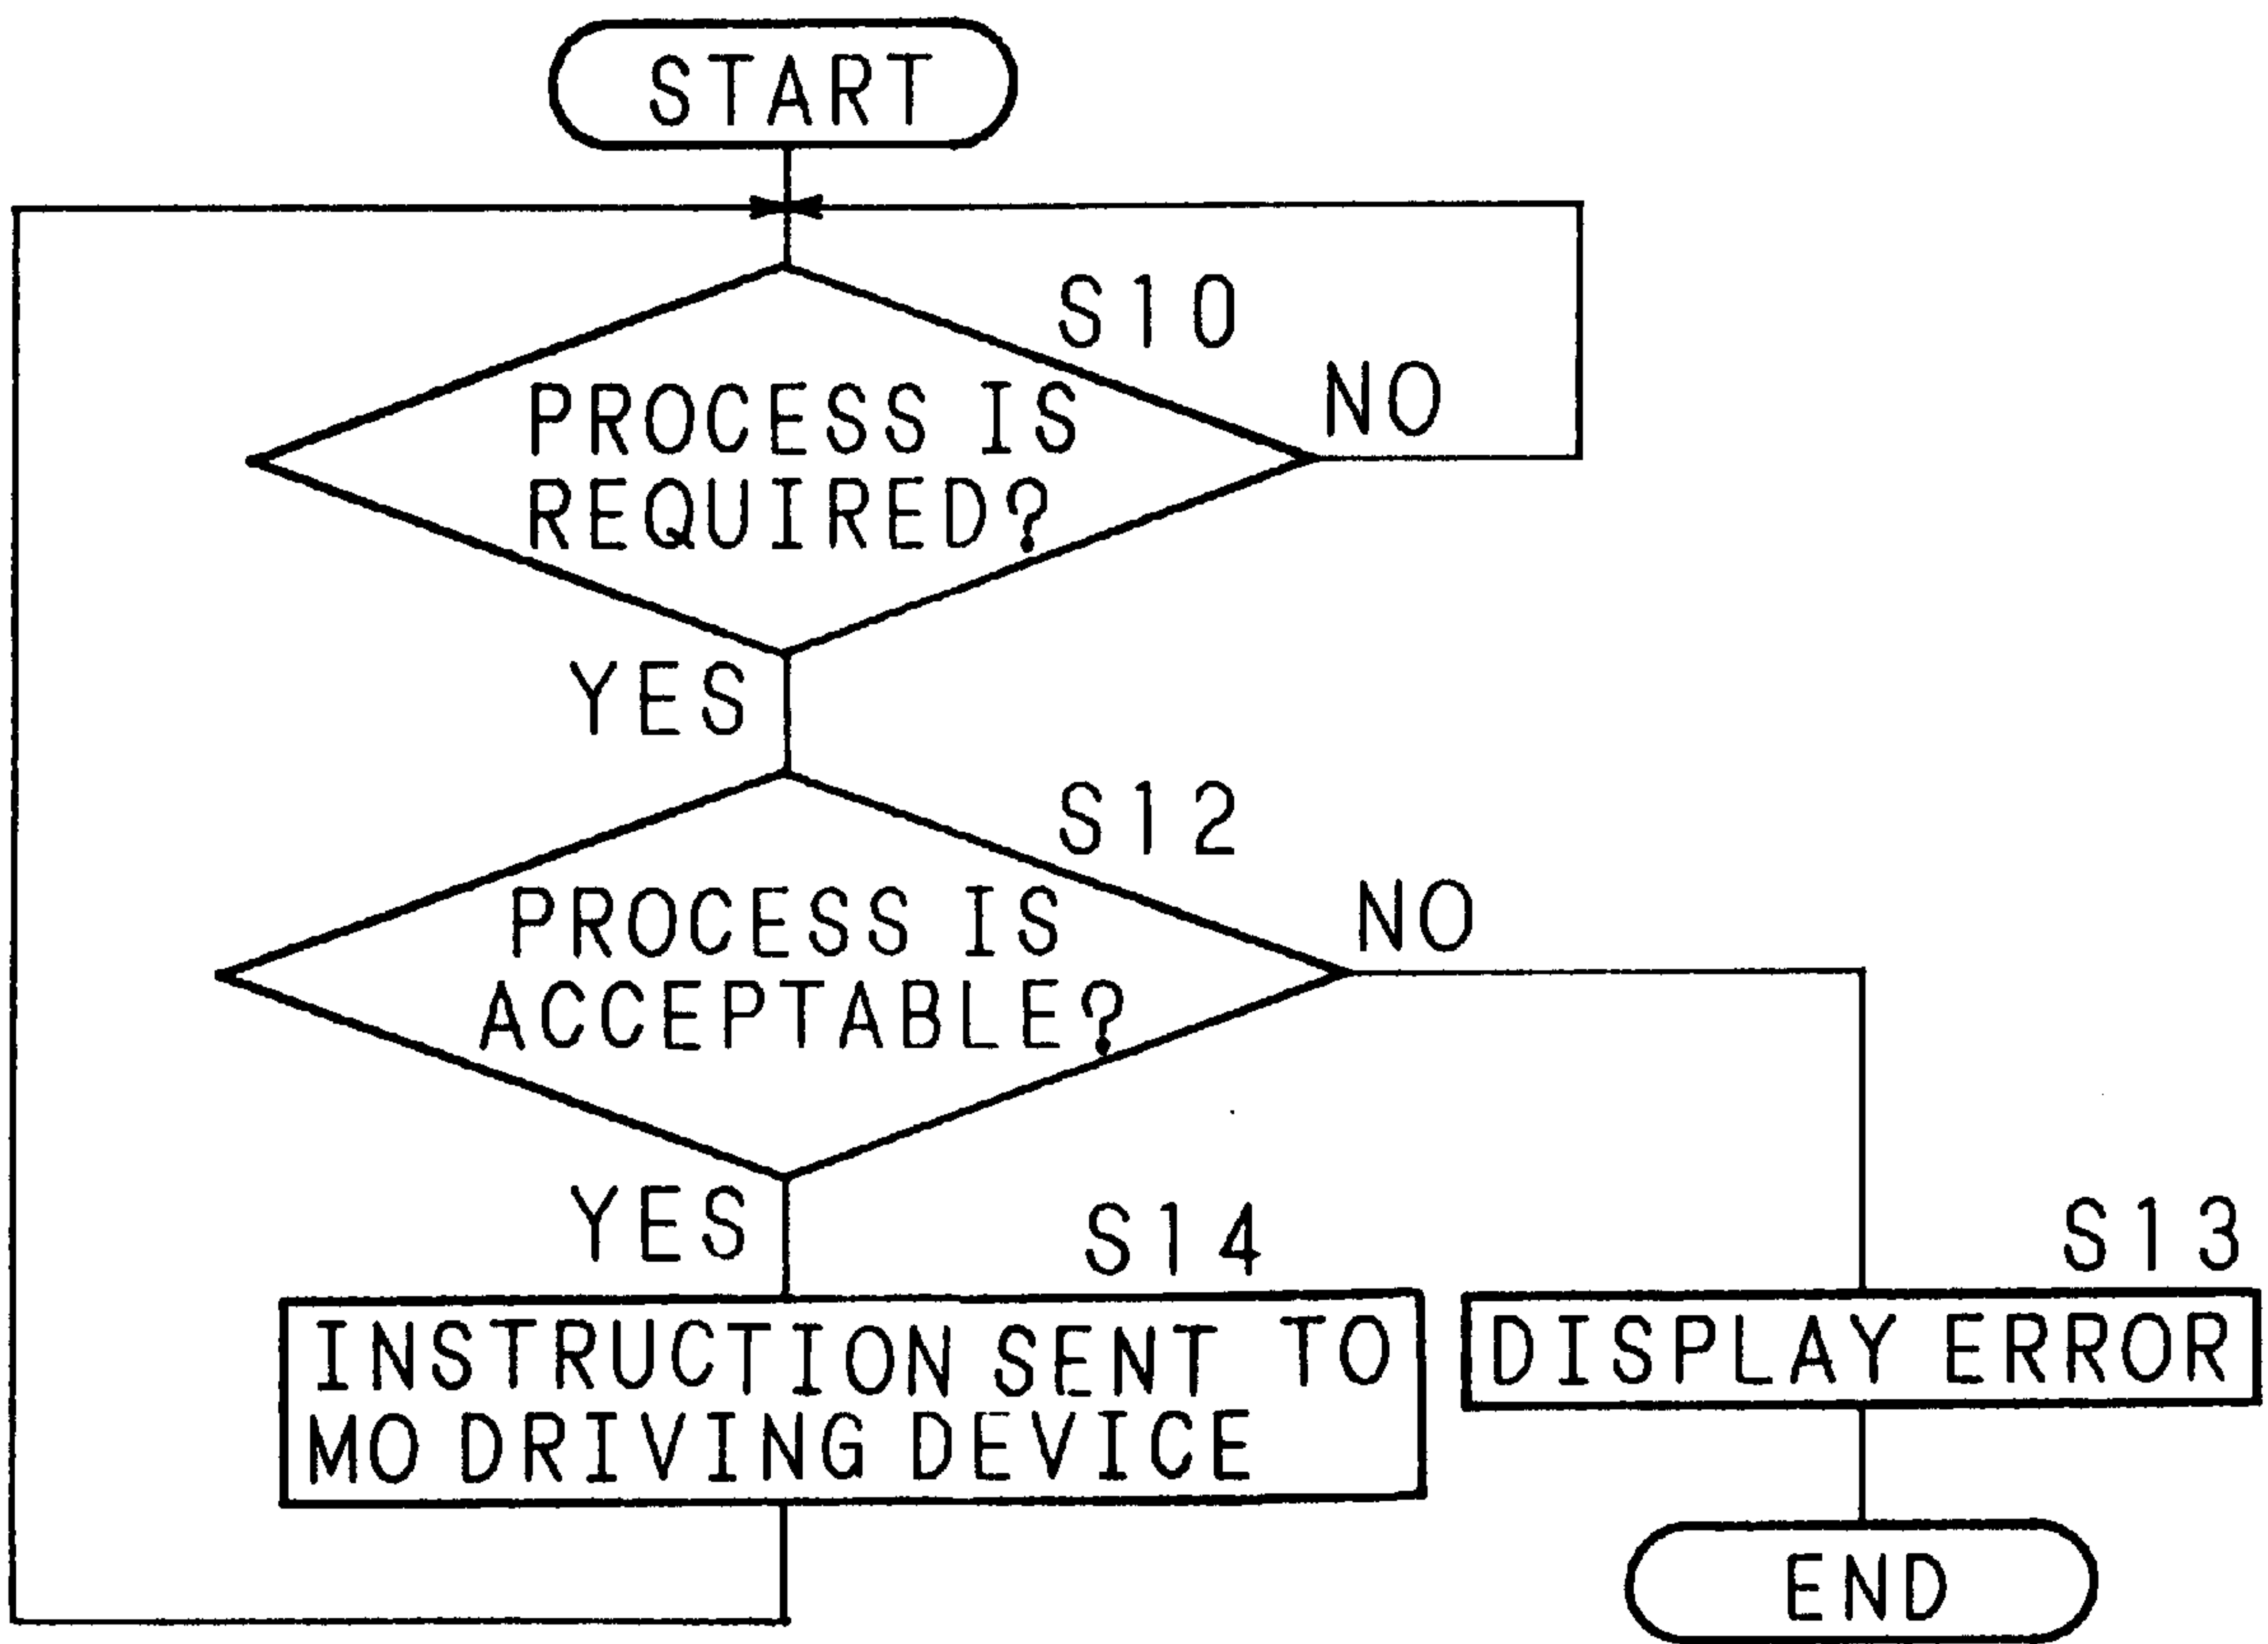 START
S10
PROCESS IS
REQUIRED?
NO
YES
S12
PROCESS IS
ACCEPTABLE?
NO
YES
S14
INSTRUCTION SENT TO
MO DRIVING DEVICE
S13
DISPLAY ERROR
END